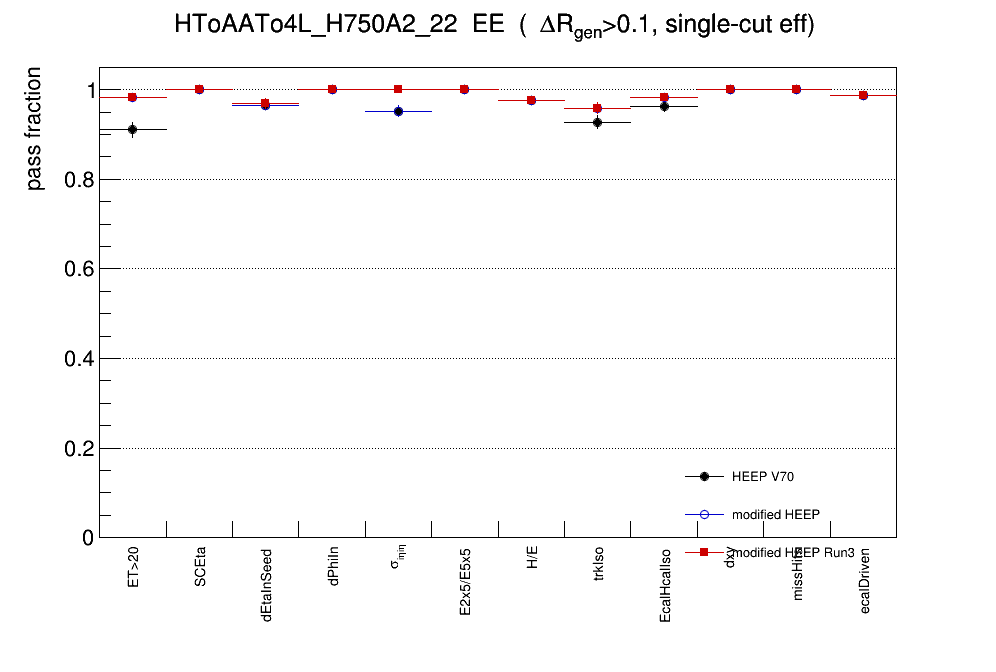 HToAATo4L_H750A2_22 EE ( ΔRgen>0.1, single-cut eff)
pass fraction
1
0.8
0.6
0.4
0.2
0
HEEP V70
modified HEEP
modified HEEP Run3
ET>20
SCEta
dEtaInSeed
dPhiIn
σiηiη
E2x5/E5x5
H/E
trkIso
EcalHcalIso
dxy
missHits
ecalDriven